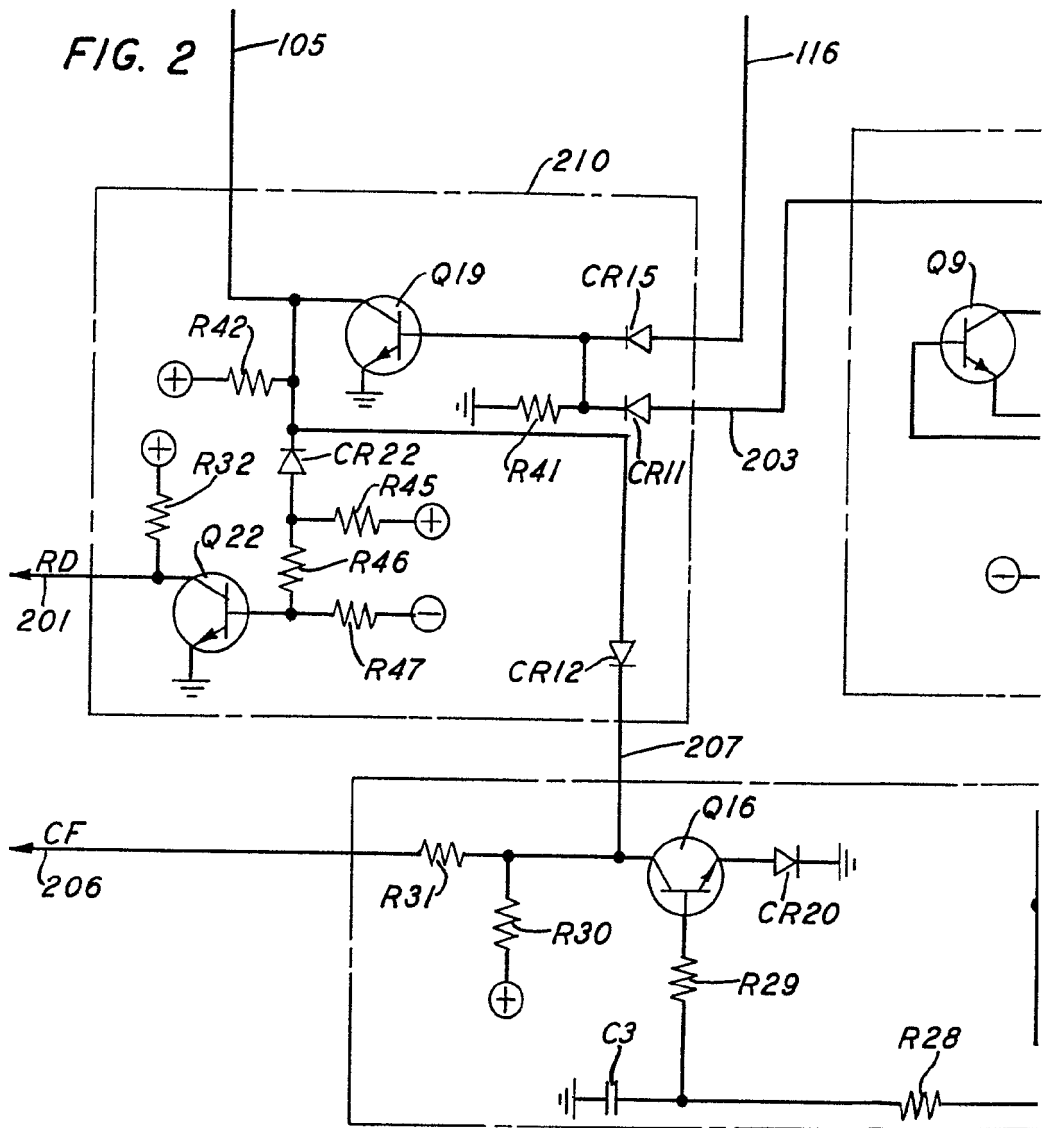 FIG. 2
105
116
210
Q19
CR15
Q9
R42
R41
CR11
203
CR22
R32
R45
Q22
R46
RD
201
R47
CR12
207
Q16
CF
206
R31
CR20
R30
R29
C3
R28